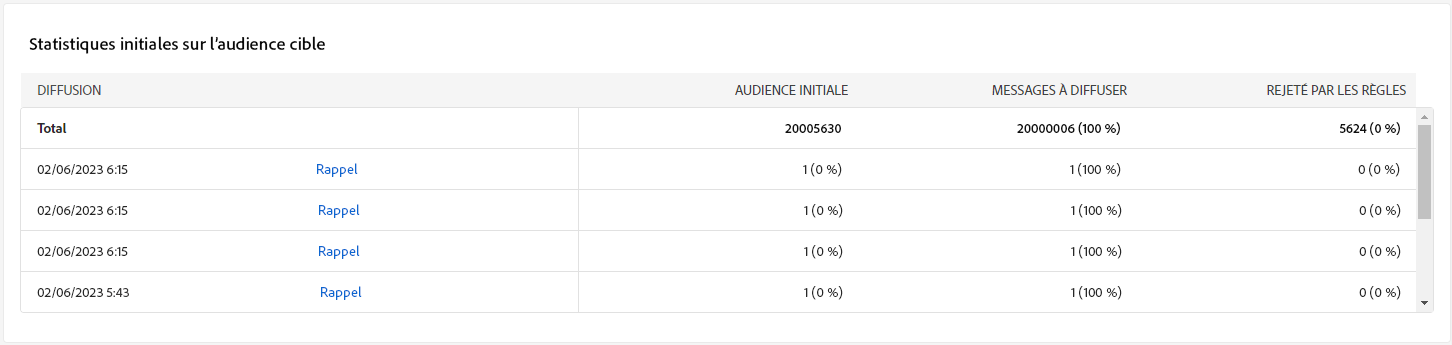 Statistiques initiales sur l’audience cible
DIFFUSION AUDIENCE INITIALE MESSAGES À DIFFUSER REJETÉ PAR LES RÈGLES
Total 20005630 20000006 (100 %) 5624 (0 %)
02/06/2023 6:15 Rappel 1 (0 %) 1 (100 %) 0 (0 %)
02/06/2023 6:15 Rappel 1 (0 %) 1 (100 %) 0 (0 %)
02/06/2023 6:15 Rappel 1 (0 %) 1 (100 %) 0 (0 %)
02/06/2023 5:43 Rappel 1 (0 %) 1 (100 %) 0 (0 %)